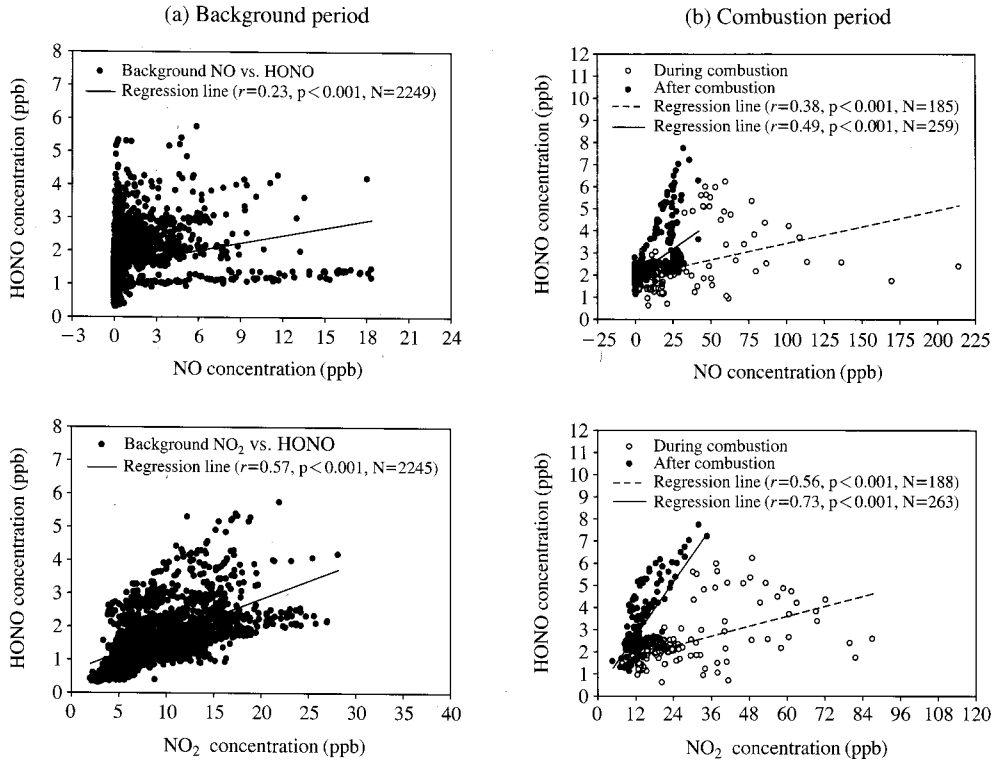 (a) Background period
HONO concentration (ppb)
8
7
6
5
4
3
2
1
0
Background NO vs. HONO
Regression line (r=0.23, p<0.001, N=2249)
−3 0 3 6 9 12 15 18 21 24
NO concentration (ppb)
(b) Combustion period
HONO concentration (ppb)
12
11
10
9
8
7
6
5
4
3
2
1
0
During combustion
After combustion
Regression line (r=0.38, p<0.001, N=185)
Regression line (r=0.49, p<0.001, N=259)
−25 0 25 50 75 100 125 150 175 200 225
NO concentration (ppb)
HONO concentration (ppb)
8
7
6
5
4
3
2
1
0
Background NO₂ vs. HONO
Regression line (r=0.57, p<0.001, N=2245)
0 5 10 15 20 25 30 35 40
NO₂ concentration (ppb)
HONO concentration (ppb)
12
11
10
9
8
7
6
5
4
3
2
1
0
During combustion
After combustion
Regression line (r=0.56, p<0.001, N=188)
Regression line (r=0.73, p<0.001, N=263)
0 12 24 36 48 60 72 84 96 108 120
NO₂ concentration (ppb)